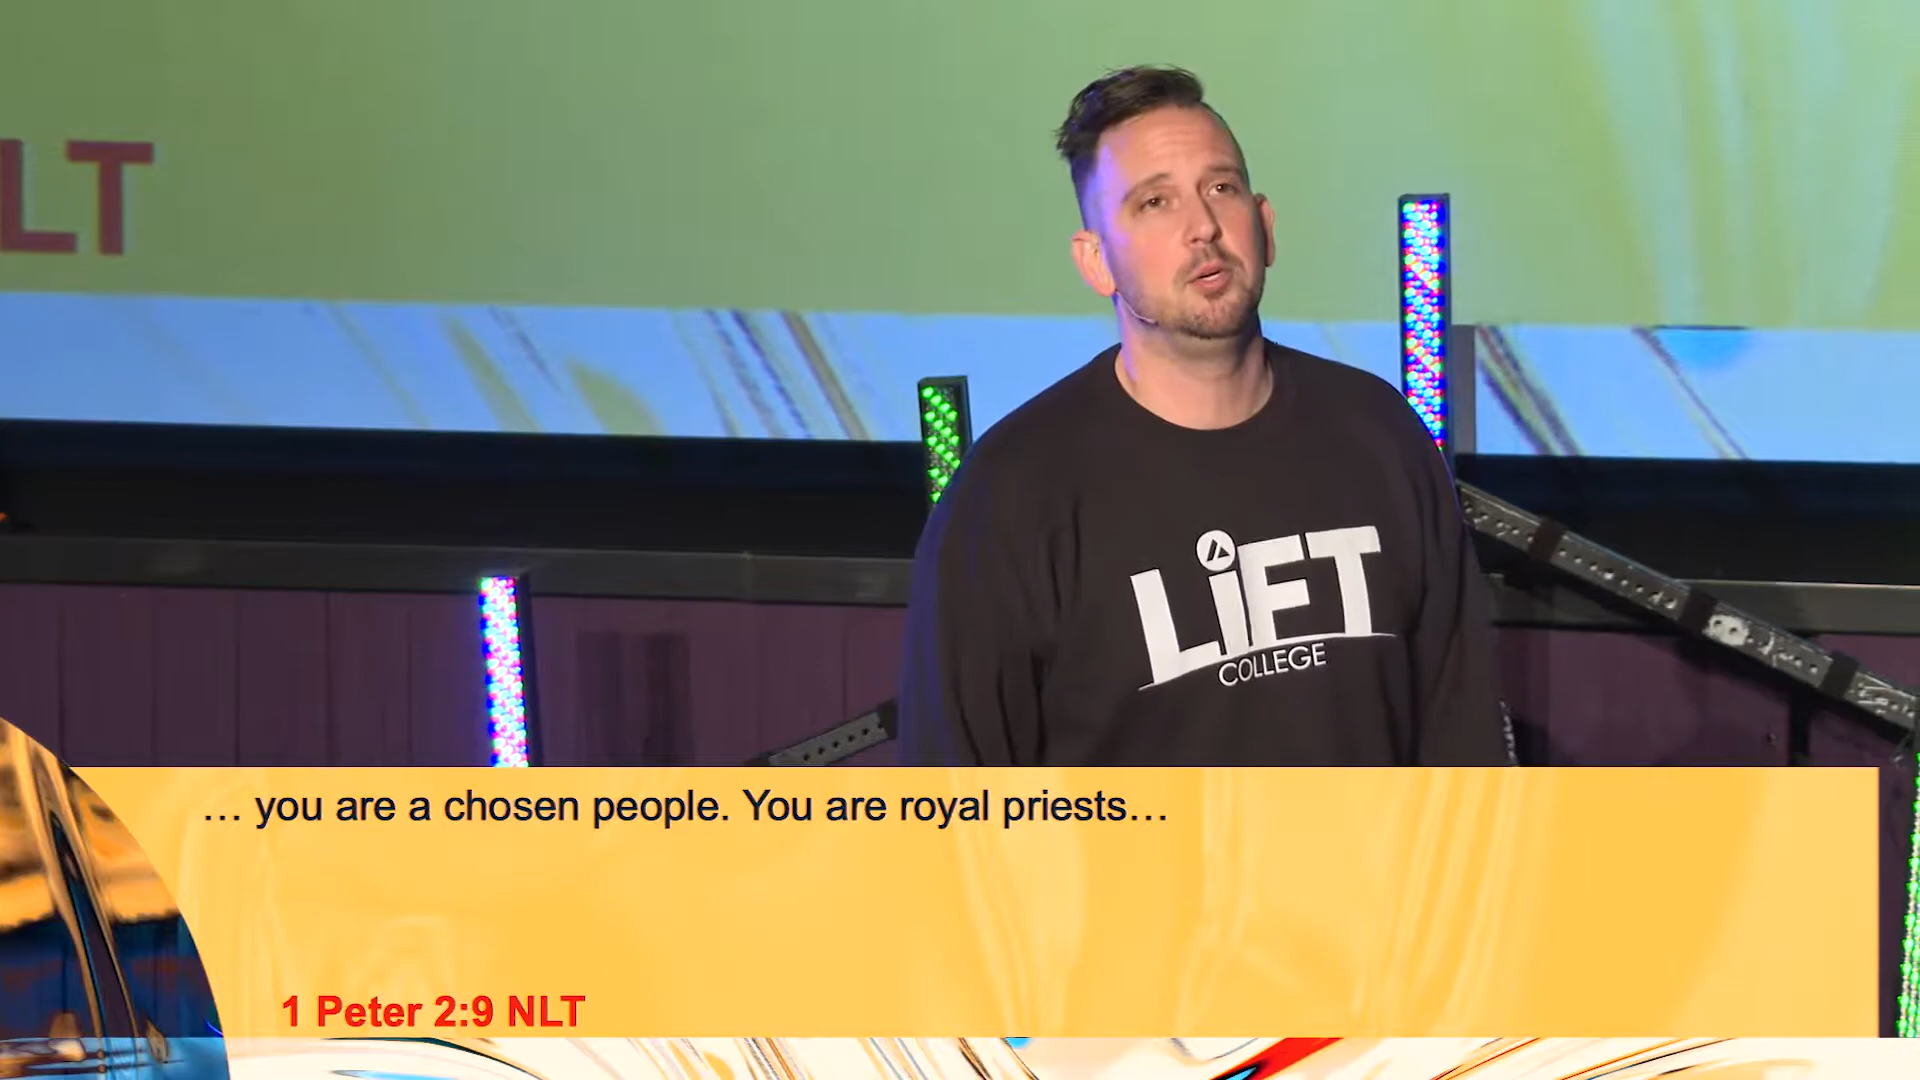 LT
LiFT
COLLEGE
… you are a chosen people. You are royal priests…
1 Peter 2:9 NLT